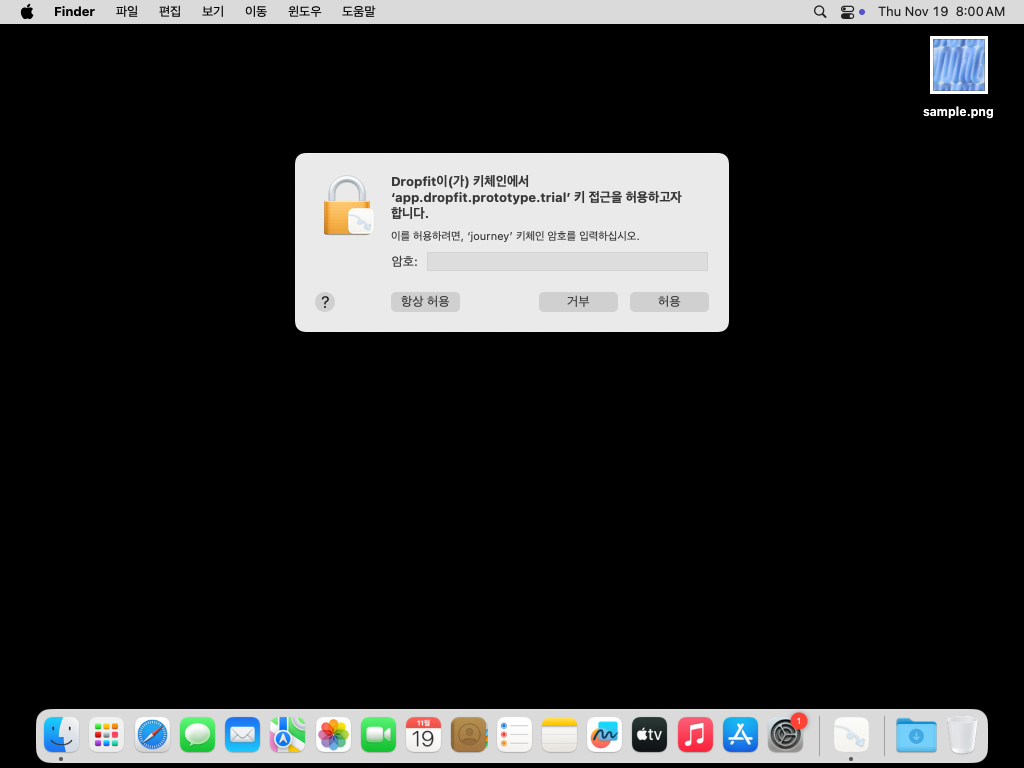 Finder 파일 편집 보기 이동 윈도우 도움말 Thu Nov 19 8:00 AM
sample.png
Dropfit이(가) 키체인에서
‘app.dropfit.prototype.trial’ 키 접근을 허용하고자
합니다.
이를 허용하려면, ‘journey’ 키체인 암호를 입력하십시오.
암호:
? 항상 허용 거부 허용
11월
19
tv
1